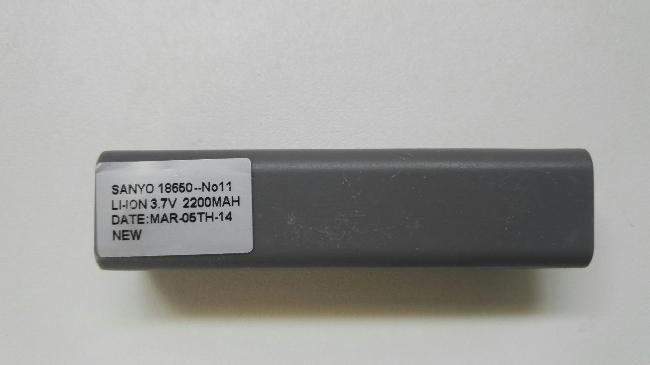 SANYO 18650--No11
LI-ION 3.7V 2200MAH
DATE:MAR-05TH-14
NEW